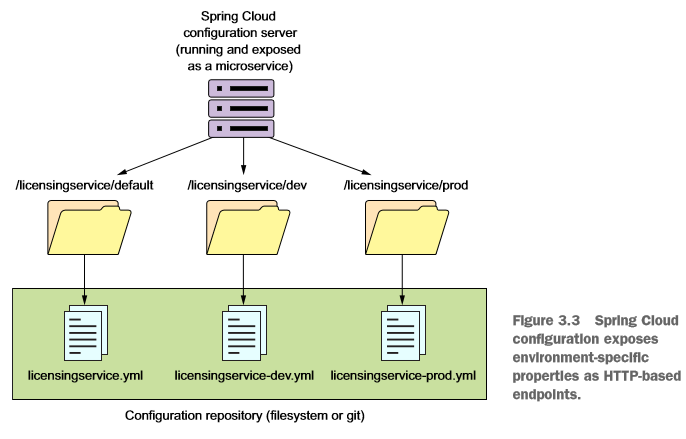 Spring Cloud
configuration server
(running and exposed
as a microservice)
/licensingservice/default
/licensingservice/dev
/licensingservice/prod
licensingservice.yml
licensingservice-dev.yml
licensingservice-prod.yml
Configuration repository (filesystem or git)
Figure 3.3 Spring Cloud
configuration exposes
environment-specific
properties as HTTP-based
endpoints.